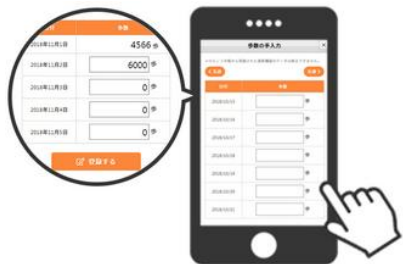 日付 歩数
2018年11月1日 4566 歩
2018年11月2日 6000 歩
2018年11月3日 0 歩
2018年11月4日 0 歩
2018年11月5日 0 歩
登録する
歩数の手入力
日付 歩数
2018/10/15 歩
2018/10/16 歩
2018/10/17 歩
2018/10/18 歩
2018/10/19 歩
2018/10/20 歩
2018/10/21 歩